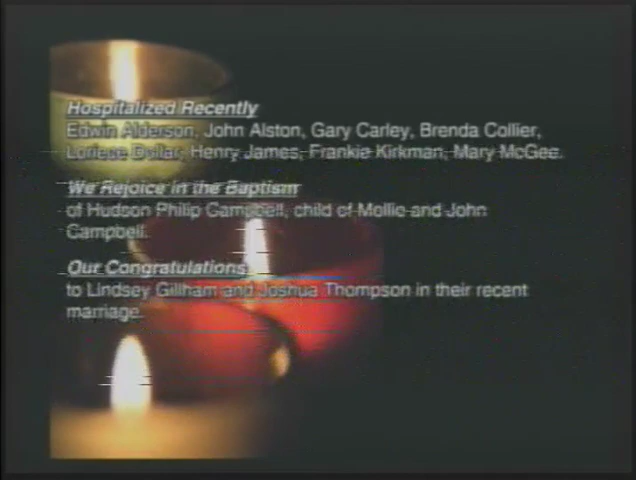 Hospitalized Recently
Edwin Alderson, John Alston, Gary Carley, Brenda Collier,
Dollar, Henry James, Frankie Kirkman, Mary McGee.
We Rejoice in the Baptism
of Hudson Philip Campbell, child of Mollie and John
Campbell.
Our Congratulations
to Lindsey Gillham and Joshua Thompson in their recent
marriage.